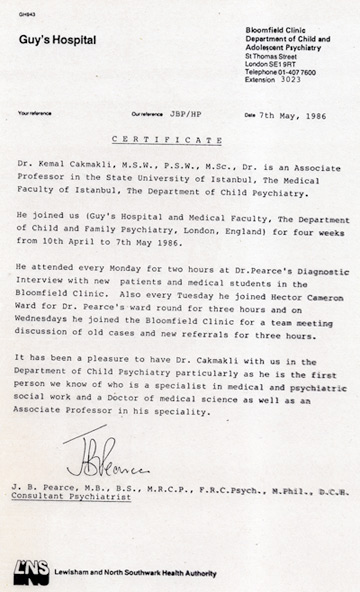 GH943
Guy's Hospital
Bloomfield Clinic
Department of Child and
Adolescent Psychiatry
St Thomas Street
London SE1 9RT
Telephone 01-407 7600
Extension 3023
Your reference
Our reference JBP/HP
Date 7th May, 1986
CERTIFICATE
Dr. Kemal Cakmakli, M.S.W., P.S.W., M.Sc., Dr. is an Associate
Professor in the State University of Istanbul, The Medical
Faculty of Istanbul, The Department of Child Psychiatry.
He joined us (Guy's Hospital and Medical Faculty, The Department
of Child and Family Psychiatry, London, England) for four weeks
from 10th April to 7th May 1986.
He attended every Monday for two hours at Dr.Pearce's Diagnostic
Interview with new patients and medical students in the
Bloomfield Clinic. Also every Tuesday he joined Hector Cameron
Ward for Dr. Pearce's ward round for three hours and on
Wednesdays he joined the Bloomfield Clinic for a team meeting
discussion of old cases and new referrals for three hours.
It has been a pleasure to have Dr. Cakmakli with us in the
Department of Child Psychiatry particularly as he is the first
person we know of who is a specialist in medical and psychiatric
social work and a Doctor of medical science as well as an
Associate Professor in his speciality.
JBPearce
J. B. Pearce, M.B., B.S., M.R.C.P., F.R.C.Psych., M.Phil., D.C.H.
Consultant Psychiatrist
LNS Lewisham and North Southwark Health Authority